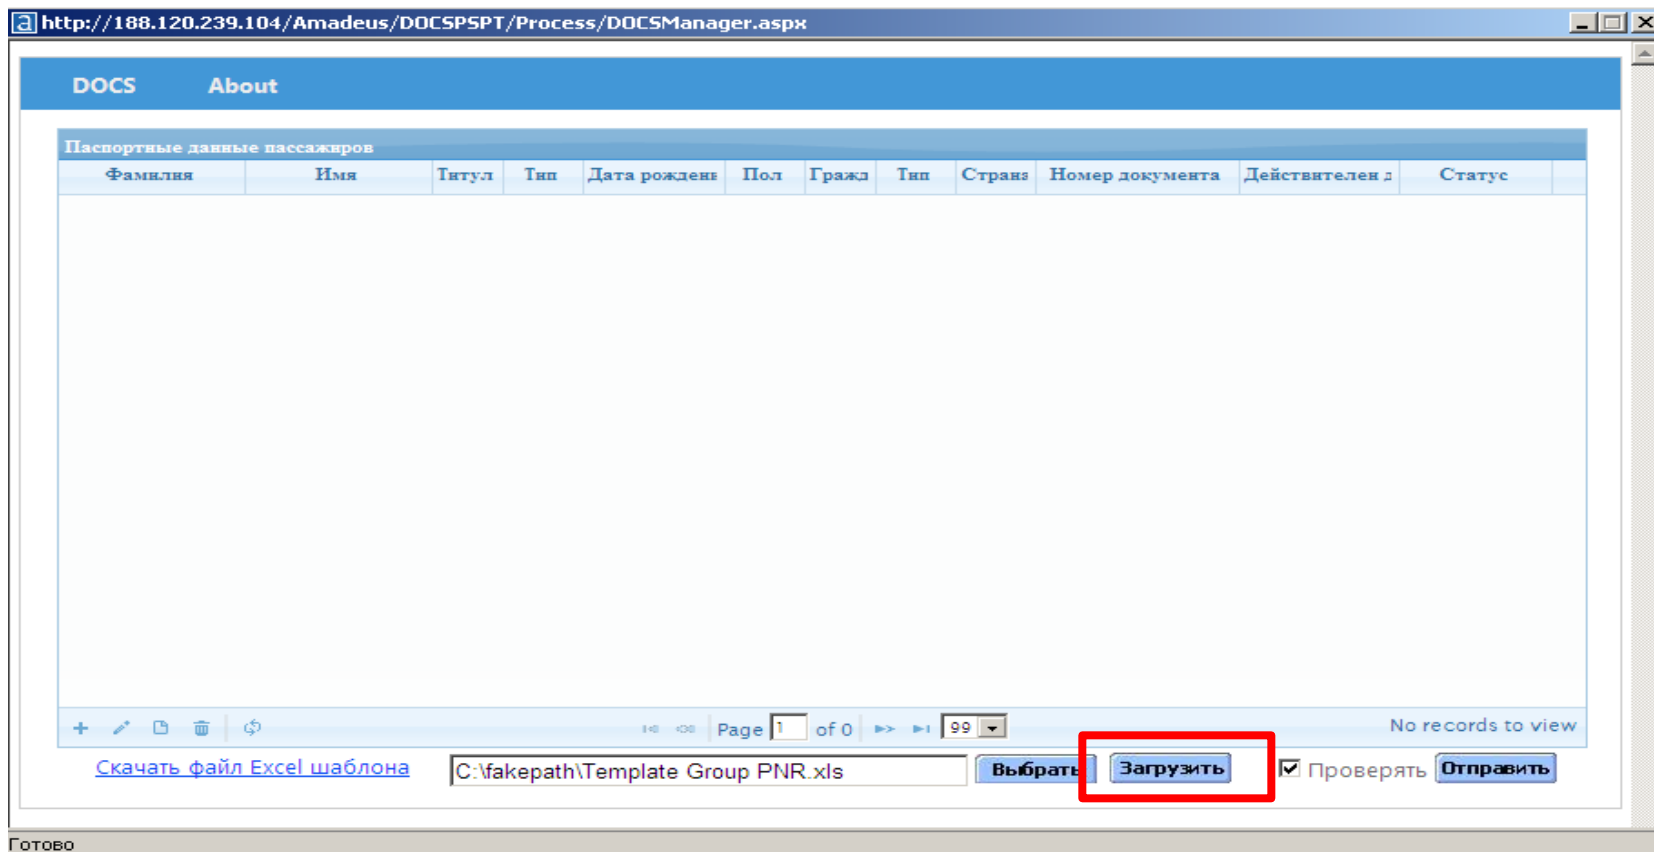 http://188.120.239.104/Amadeus/DOCSPSPT/Process/DOCSManager.aspx
DOCS About
Паспортные данные пассажиров
Фамилия Имя Титул Тип Дата рожден Пол Гражд Тип Страна Номер документа Действителен д Статус
Page 1 of 0 99 No records to view
Скачать файл Excel шаблона C:\fakepath\Template Group PNR.xls Выбрать Загрузить Проверять Отправить
Готово